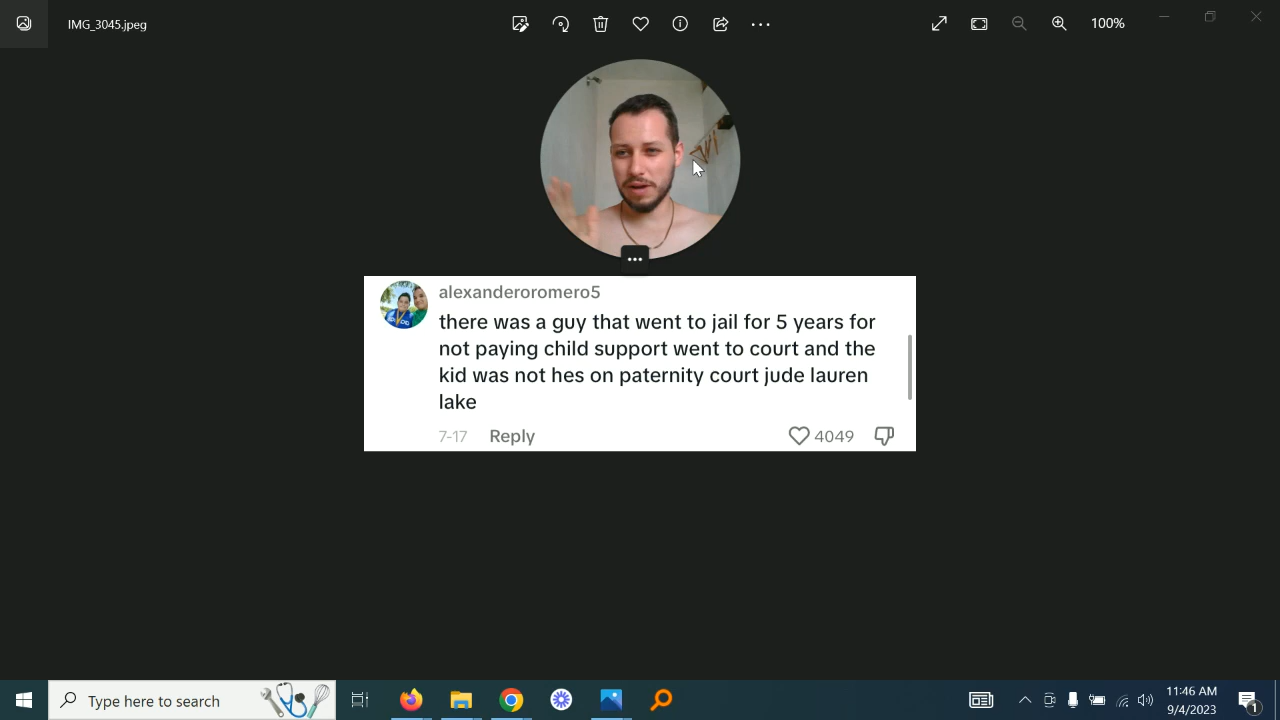 IMG_3045.jpeg
100%
alexanderoromero5
there was a guy that went to jail for 5 years for
not paying child support went to court and the
kid was not hes on paternity court jude lauren
lake
7-17 Reply 4049
Type here to search
11:46 AM
9/4/2023
1